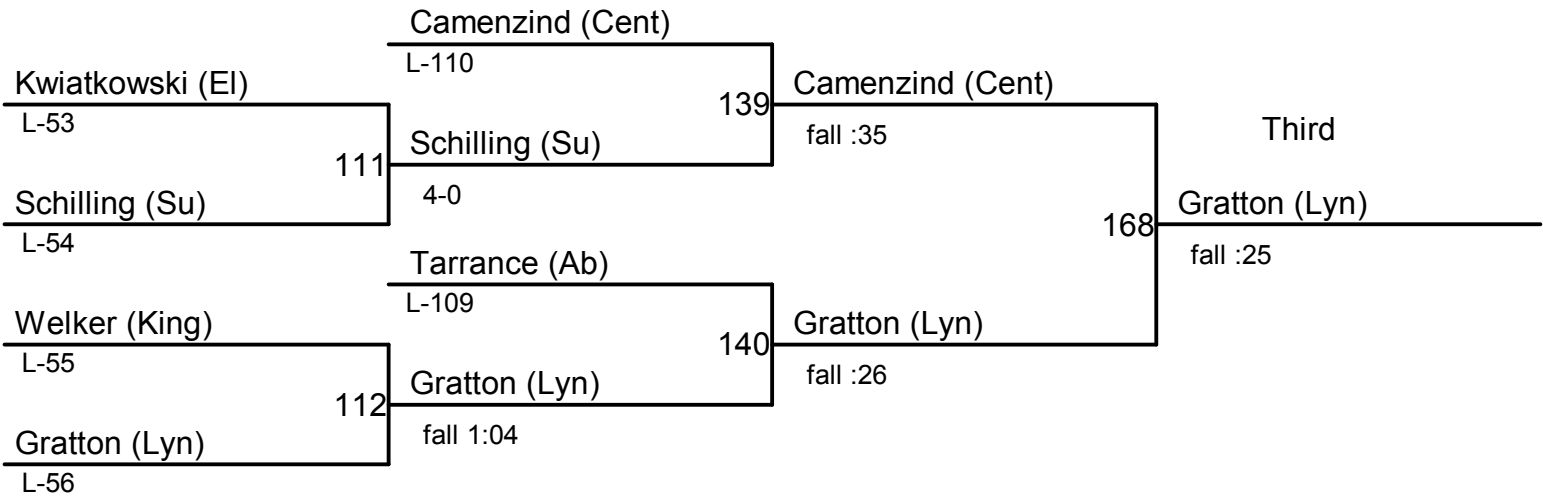 Camenzind (Cent)
L-110
Kwiatkowski (El)
L-53
139
Camenzind (Cent)
fall :35
Third
111
Schilling (Su)
4-0
Schilling (Su)
L-54
168
Gratton (Lyn)
fall :25
Tarrance (Ab)
L-109
Welker (King)
L-55
140
Gratton (Lyn)
fall :26
112
Gratton (Lyn)
fall 1:04
Gratton (Lyn)
L-56